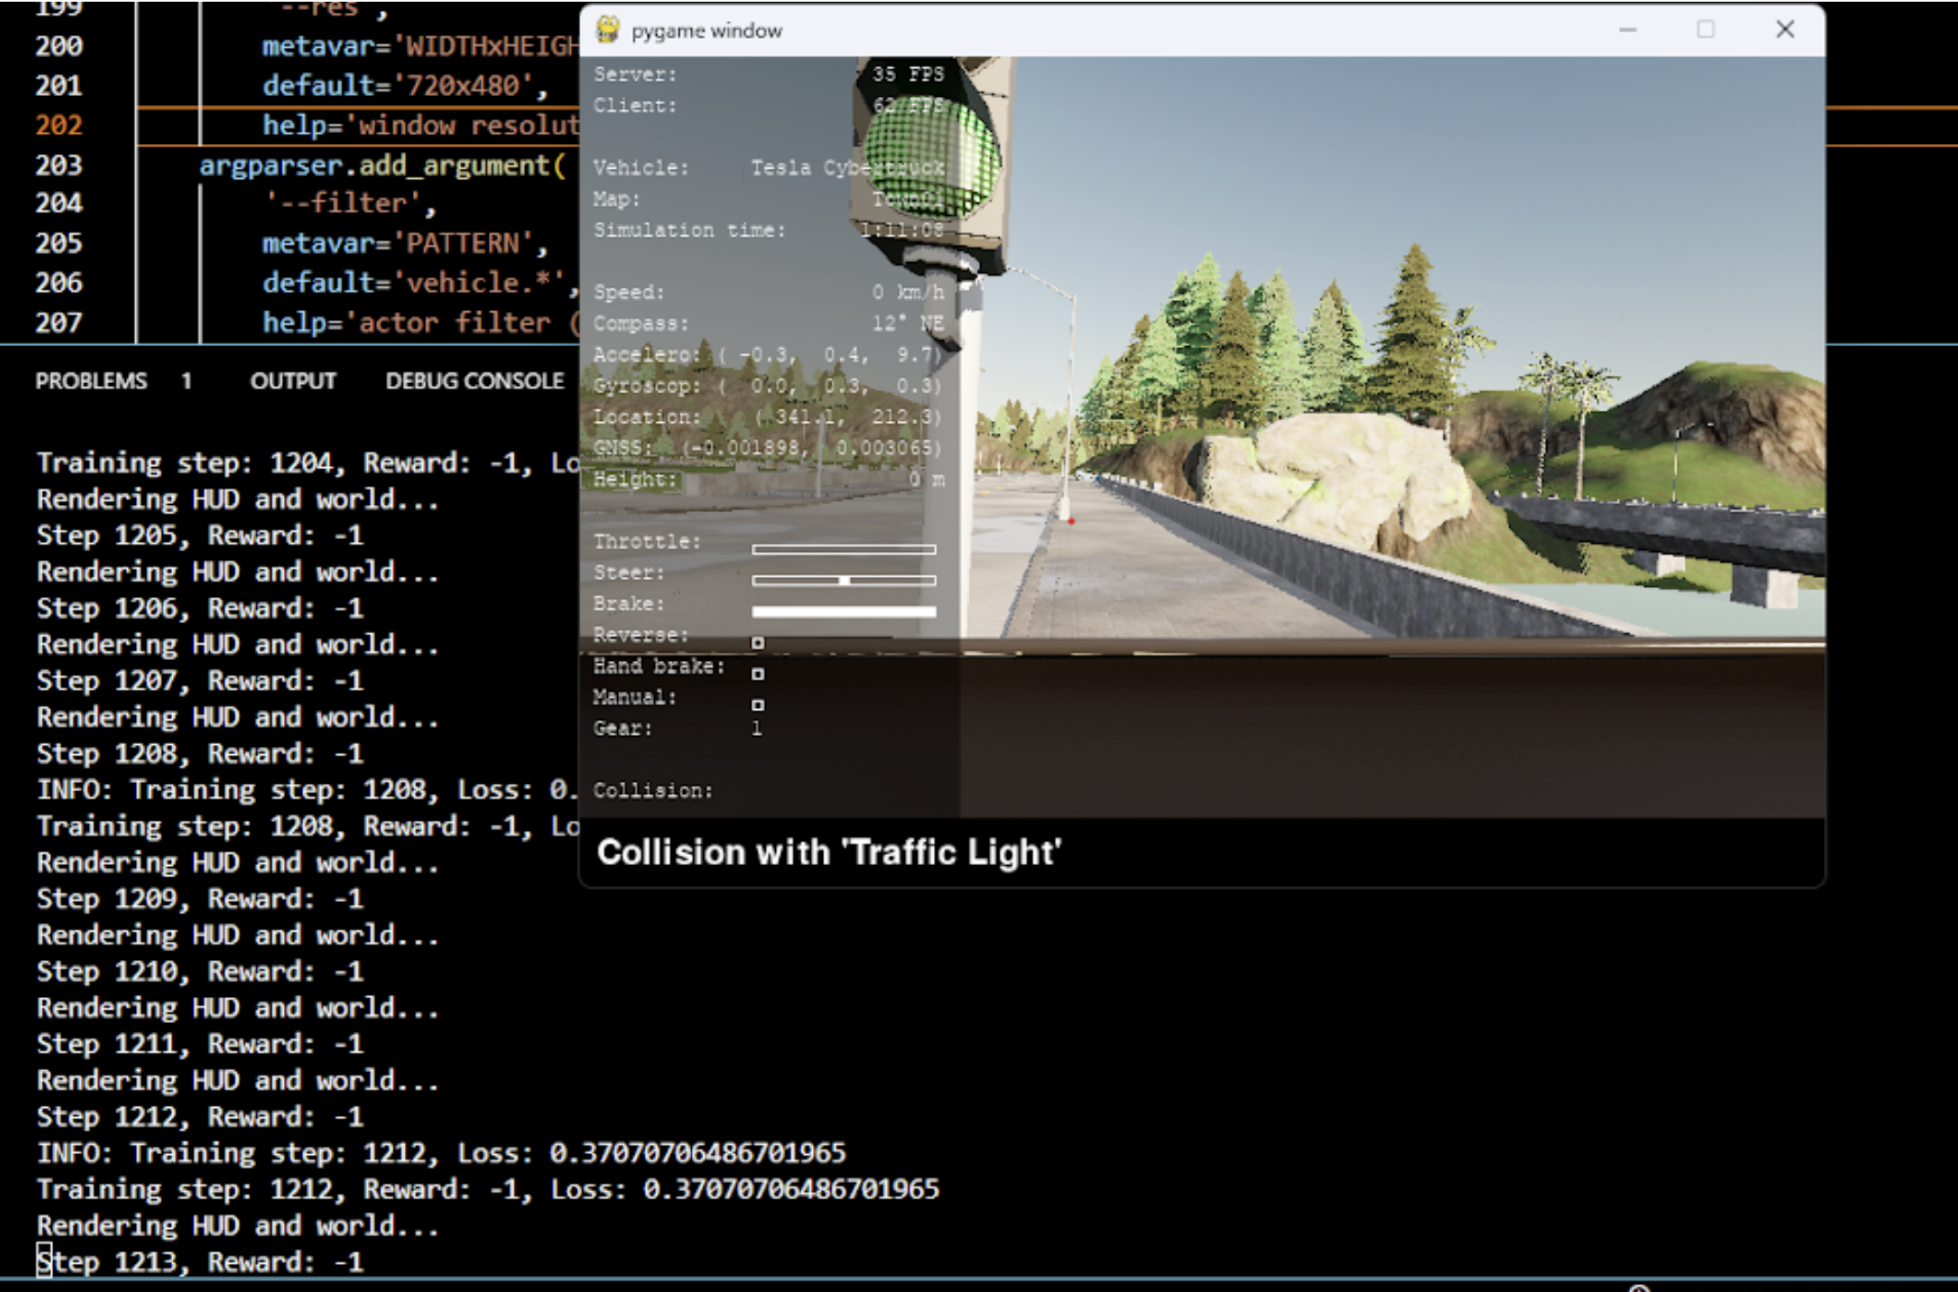 199 '--res',
200 metavar='WIDTHxHEIGH
201 default='720x480',
202 help='window resolut
203 argparser.add_argument(
204 '--filter',
205 metavar='PATTERN',
206 default='vehicle.*',
207 help='actor filter (
PROBLEMS 1 OUTPUT DEBUG CONSOLE
Training step: 1204, Reward: -1, Lo
Rendering HUD and world...
Step 1205, Reward: -1
Rendering HUD and world...
Step 1206, Reward: -1
Rendering HUD and world...
Step 1207, Reward: -1
Rendering HUD and world...
Step 1208, Reward: -1
INFO: Training step: 1208, Loss: 0.
Training step: 1208, Reward: -1, Lo
Rendering HUD and world...
Step 1209, Reward: -1
Rendering HUD and world...
Step 1210, Reward: -1
Rendering HUD and world...
Step 1211, Reward: -1
Rendering HUD and world...
Step 1212, Reward: -1
INFO: Training step: 1212, Loss: 0.37070706486701965
Training step: 1212, Reward: -1, Loss: 0.37070706486701965
Rendering HUD and world...
Step 1213, Reward: -1
pygame window
Server: 35 FPS
Client: 62 FPS
Vehicle: Tesla Cybertruck
Map: Town01
Simulation time: 1:11:08
Speed: 0 km/h
Compass: 12° NE
Accelero: ( -0.3, 0.4, 9.7)
Gyroscop: ( 0.0, 0.3, 0.3)
Location: ( 341.1, 212.3)
GNSS: (-0.001898, 0.003065)
Height: 0 m
Throttle:
Steer:
Brake:
Reverse:
Hand brake:
Manual:
Gear: 1
Collision:
Collision with 'Traffic Light'